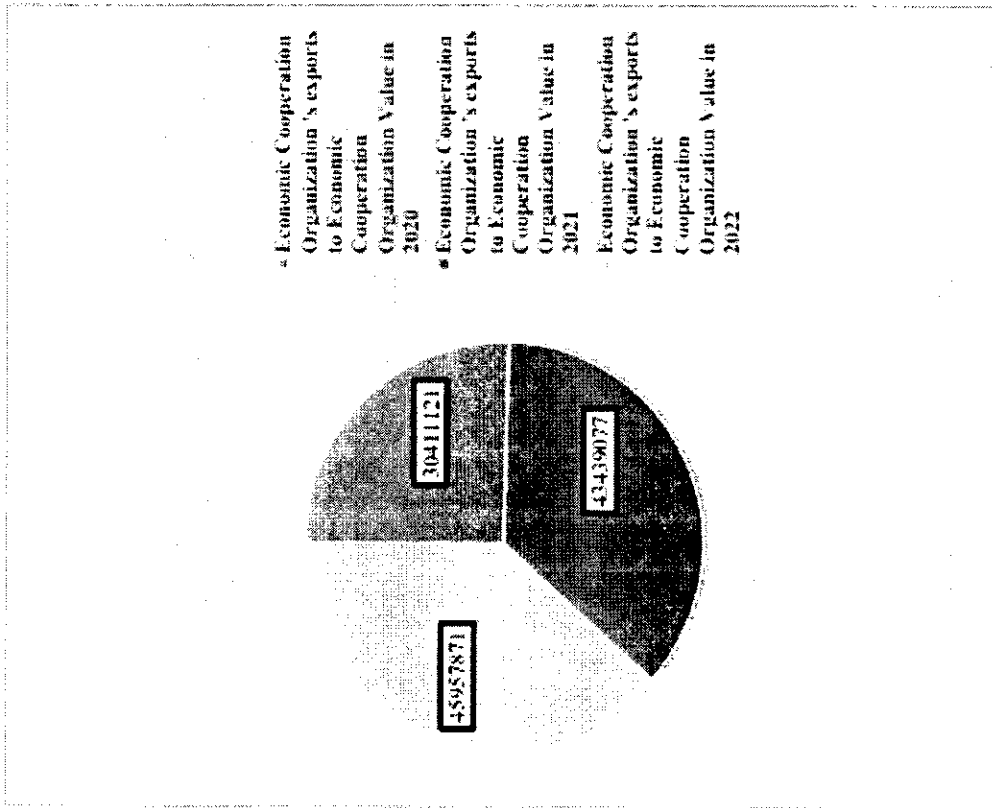 Economic Cooperation
Organization 's exports
to Economic
Cooperation
Organization Value in
2020
Economic Cooperation
Organization 's exports
to Economic
Cooperation
Organization Value in
2021
Economic Cooperation
Organization's exports
to Economic
Cooperation
Organization Value in
2022
30411121
43439077
45957871